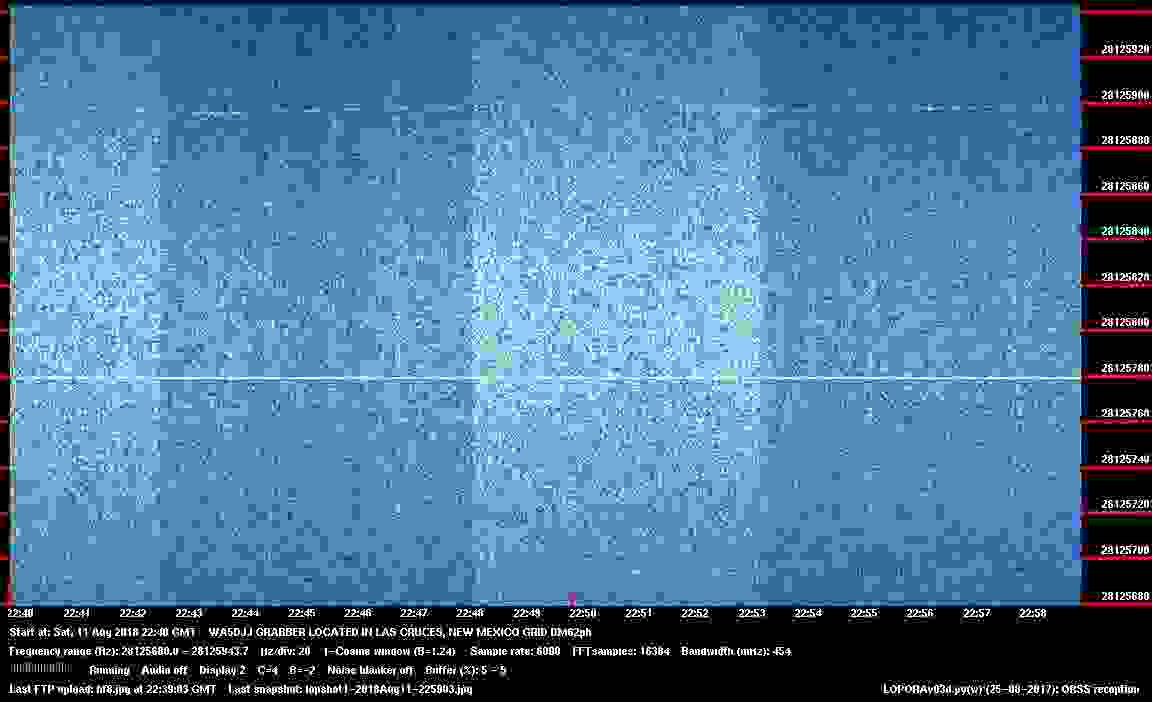 28125920
28125900
28125880
28125860
28125840
28125820
28125800
28125780
28125760
28125740
28125720
28125700
28125680
22:40 22:41 22:42 22:43 22:44 22:45 22:46 22:47 22:48 22:49 22:50 22:51 22:52 22:53 22:54 22:55 22:56 22:57 22:58
Start at: Sat, 11 Aug 2018 22:40 GMT WA5DJJ GRABBER LOCATED IN LAS CRUCES, NEW MEXICO GRID DM62ph
Frequency range (Hz): 28125680.0 - 28125943.7 Hz/div: 20 1-Cosine window (B=1.24) Sample rate: 6000 FFTsamples: 16384 Bandwidth (mHz): 454
Running Audio off Display 2 C=4 B=-2 Noise blanker off Buffer (%): 5 - 5
Last FTP upload: hf6.jpg at 22:39:03 GMT Last snapshot: lopshot1-2018Aug11-225903.jpg
LOPORAv03d.py(w) (25-08-2017): QRSS reception